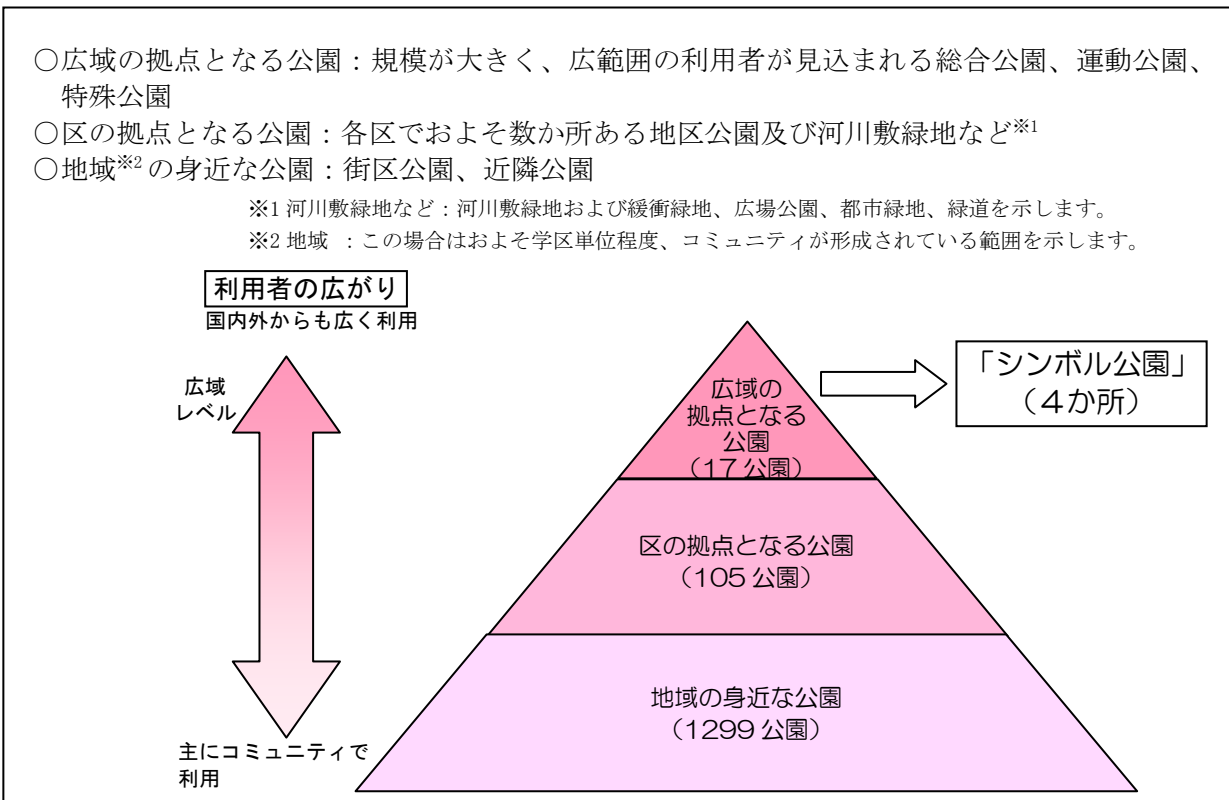 ○広域の拠点となる公園：規模が大きく、広範囲の利用者が見込まれる総合公園、運動公園、
特殊公園
○区の拠点となる公園：各区でおよそ数か所ある地区公園及び河川敷緑地など※1
○地域※2の身近な公園：街区公園、近隣公園
※1 河川敷緑地など：河川敷緑地および緩衝緑地、広場公園、都市緑地、緑道を示します。
※2 地域 ：この場合はおよそ学区単位程度、コミュニティが形成されている範囲を示します。
利用者の広がり
国内外からも広く利用
広域
レベル
主にコミュニティで
利用
広域の
拠点となる
公園
（17 公園）
「シンボル公園」
（4か所）
区の拠点となる公園
（105 公園）
地域の身近な公園
（1299 公園）